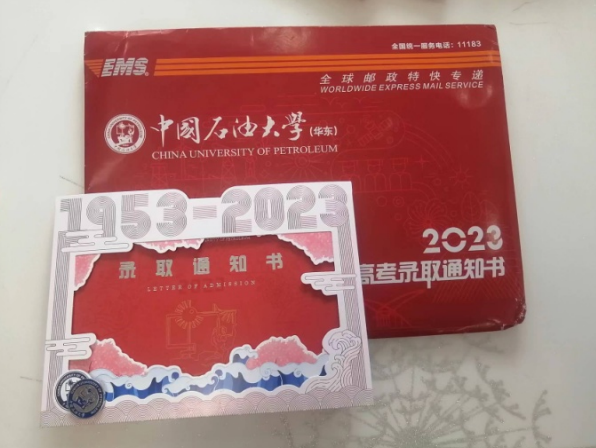 全国统一服务电话：11183
EMS
全球邮政特快专递
WORLDWIDE EXPRESS MAIL SERVICE
中国石油大学(华东)
CHINA UNIVERSITY OF PETROLEUM
1953-2023
2023
高考录取通知书
录取通知书
LETTER OF ADMISSION